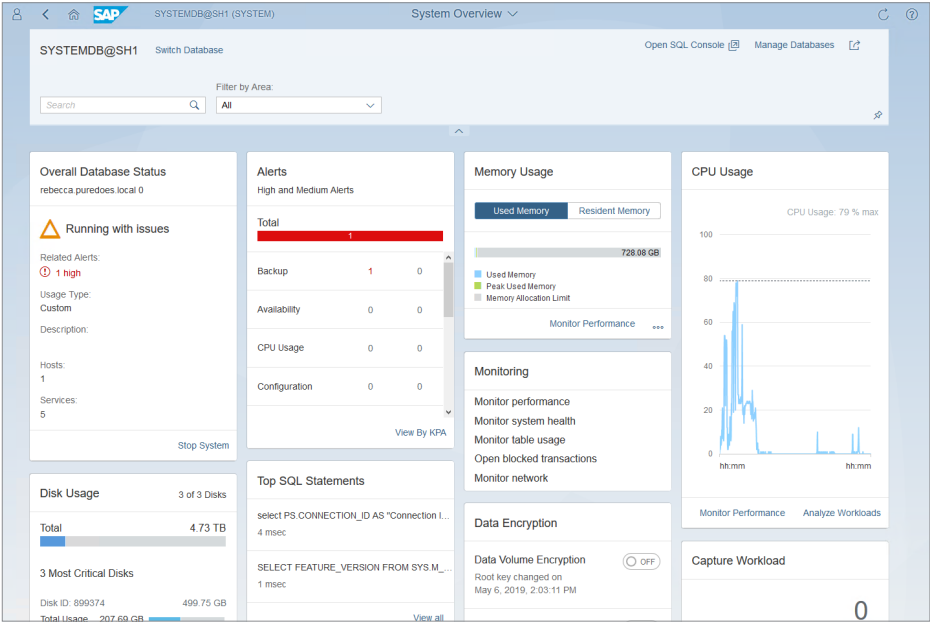 SAP SYSTEMDB@SH1 (SYSTEM) System Overview
SYSTEMDB@SH1 Switch Database Open SQL Console Manage Databases
Filter by Area:
Search All
Overall Database Status
rebecca.puredoes.local 0
Running with issues
Related Alerts:
1 high
Usage Type:
Custom
Description:
Hosts:
1
Services:
5
Stop System
Disk Usage 3 of 3 Disks
Total 4.73 TB
3 Most Critical Disks
Disk ID: 899374 499.75 GB
Total Usage 207.69 GB
Alerts
High and Medium Alerts
Total
1
Backup 1 0
Availability 0 0
CPU Usage 0 0
Configuration 0 0
View By KPA
Top SQL Statements
select PS.CONNECTION_ID AS "Connection I...
4 msec
SELECT FEATURE_VERSION FROM SYS.M_...
1 msec
View all
Memory Usage
Used Memory Resident Memory
728.08 GB
Used Memory
Peak Used Memory
Memory Allocation Limit
Monitor Performance
Monitoring
Monitor performance
Monitor system health
Monitor table usage
Open blocked transactions
Monitor network
Data Encryption
Data Volume Encryption OFF
Root key changed on
May 6, 2019, 2:03:11 PM
CPU Usage
CPU Usage: 79 % max
100
80
60
40
20
0
hh:mm hh:mm
Monitor Performance Analyze Workloads
Capture Workload
0